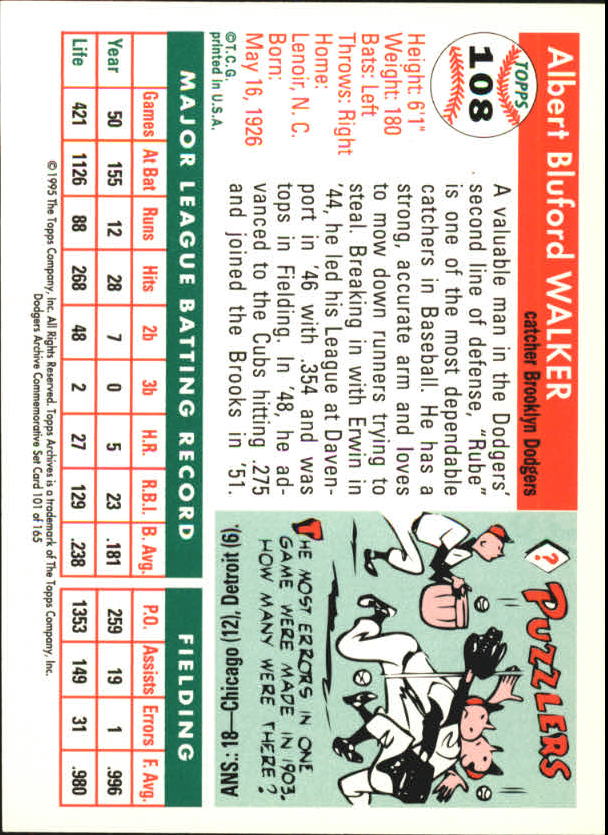 TOPPS
108
Albert Bluford WALKER
catcher Brooklyn Dodgers
Height: 6'1"
Weight: 180
Bats: Left
Throws: Right
Home:
Lenoir, N. C.
Born:
May 16, 1926
©T.C.G.
printed in U.S.A.
A valuable man in the Dodgers'
second line of defense, "Rube"
is one of the most dependable
catchers in Baseball. He has a
strong, accurate arm and loves
to mow down runners trying to
steal. Breaking in with Erwin in
'44, he led his League at Daven-
port in '46 with .354 and was
tops in Fielding. In '48, he ad-
vanced to the Cubs hitting .275
and joined the Brooks in '51.
?
PUZZLERS
THE MOST ERRORS IN ONE
GAME WERE MADE IN 1903.
HOW MANY WERE THERE?
ANS—18: Chicago (12), Detroit (6).
MAJOR LEAGUE BATTING RECORD FIELDING
Year Games At Bat Runs Hits 2b 3b H.R. R.B.I. B. Avg. P.O. Assists Errors F. Avg.
Year 50 155 12 28 7 0 5 23 .181 259 19 1 .996
Life 421 1126 88 268 48 2 27 129 .238 1353 149 31 .980
©1995 The Topps Company, Inc. All Rights Reserved. Topps Archives is a trademark of The Topps Company, Inc.
Dodgers Archive Commemorative Set Card 101 of 165